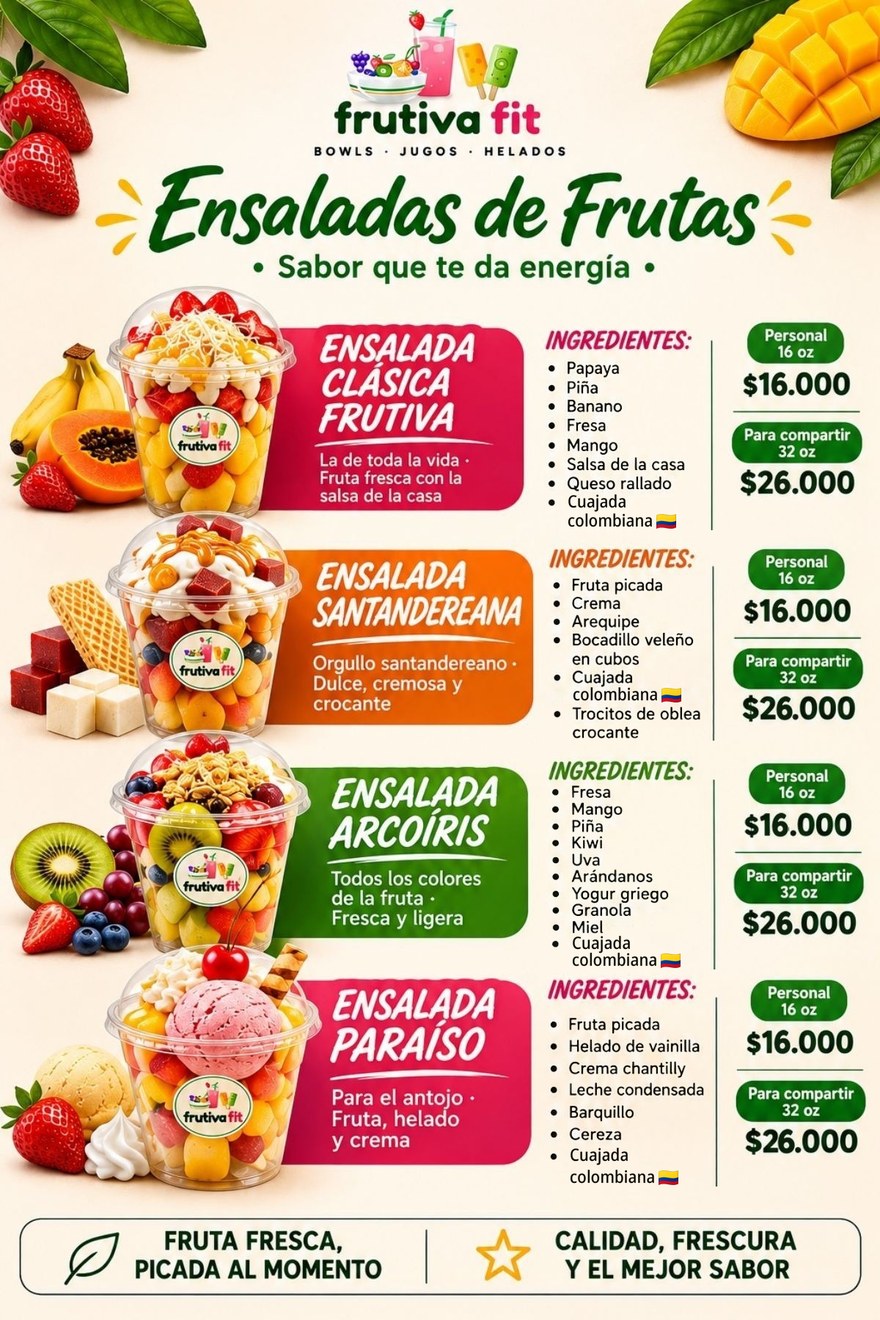 frutiva fit
BOWLS · JUGOS · HELADOS
Ensaladas de Frutas
• Sabor que te da energía •
ENSALADA
CLÁSICA
FRUTIVA
La de toda la vida ·
Fruta fresca con la
salsa de la casa
frutiva fit
INGREDIENTES:
• Papaya
• Piña
• Banano
• Fresa
• Mango
• Salsa de la casa
• Queso rallado
• Cuajada
colombiana 🇨🇴
Personal
16 oz
$16.000
Para compartir
32 oz
$26.000
ENSALADA
SANTANDEREANA
Orgullo santandereano ·
Dulce, cremosa y
crocante
frutiva fit
INGREDIENTES:
• Fruta picada
• Crema
• Arequipe
• Bocadillo veleño
en cubos
• Cuajada
colombiana 🇨🇴
• Trocitos de oblea
crocante
Personal
16 oz
$16.000
Para compartir
32 oz
$26.000
ENSALADA
ARCOÍRIS
Todos los colores
de la fruta ·
Fresca y ligera
frutiva fit
INGREDIENTES:
• Fresa
• Mango
• Piña
• Kiwi
• Uva
• Arándanos
• Yogur griego
• Granola
• Miel
• Cuajada
colombiana 🇨🇴
Personal
16 oz
$16.000
Para compartir
32 oz
$26.000
ENSALADA
PARAÍSO
Para el antojo ·
Fruta, helado
y crema
frutiva fit
INGREDIENTES:
• Fruta picada
• Helado de vainilla
• Crema chantilly
• Leche condensada
• Barquillo
• Cereza
• Cuajada
colombiana 🇨🇴
Personal
16 oz
$16.000
Para compartir
32 oz
$26.000
FRUTA FRESCA,
PICADA AL MOMENTO
CALIDAD, FRESCURA
Y EL MEJOR SABOR